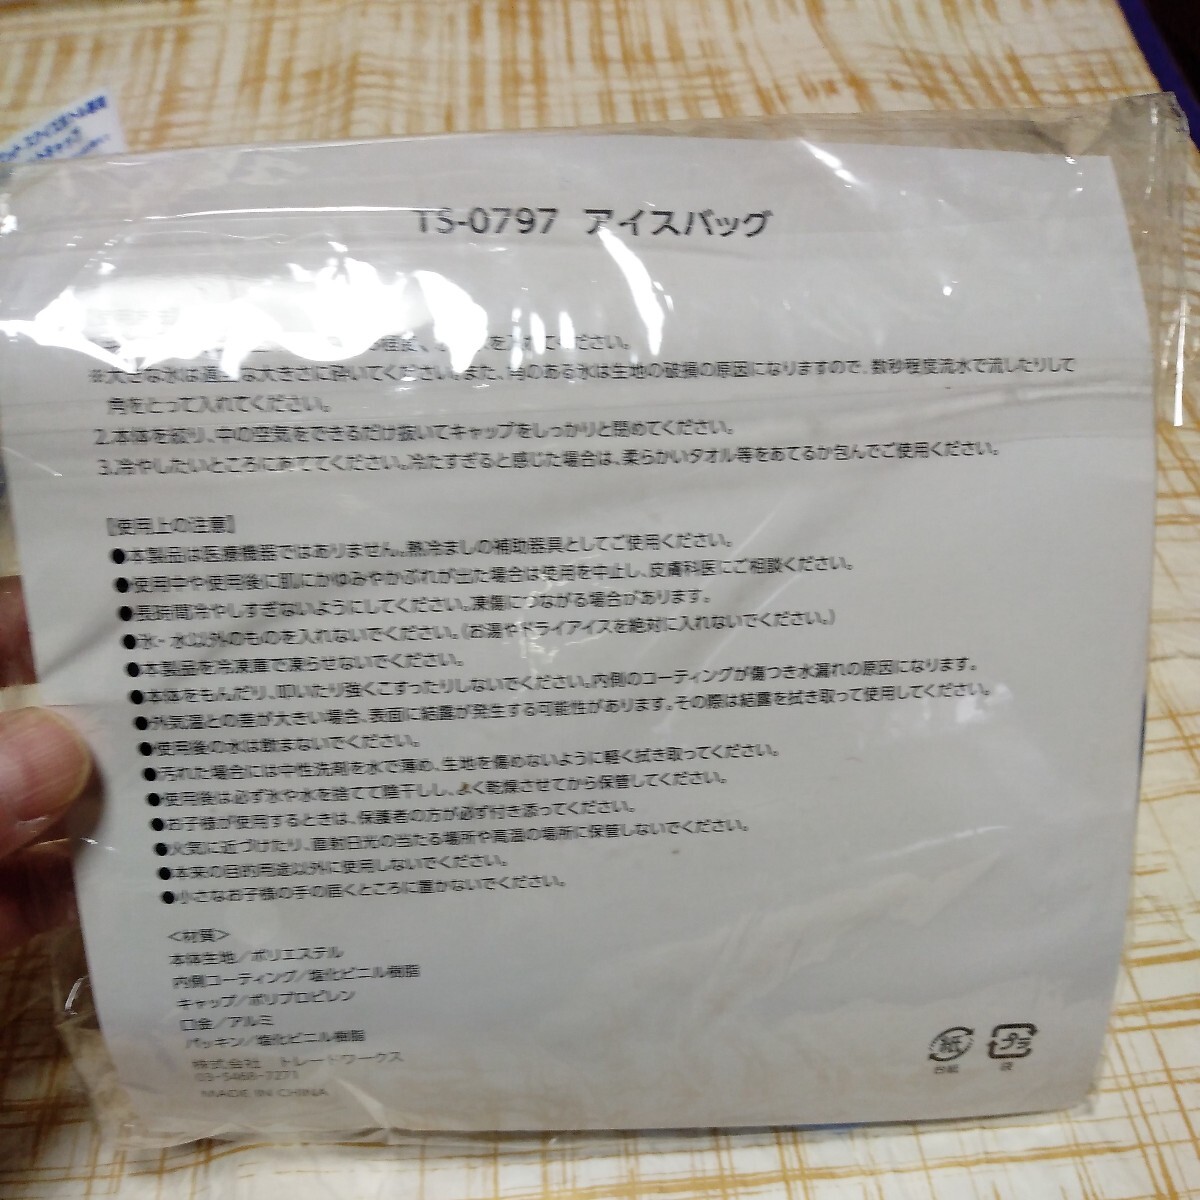 TS-0797 アイスバッグ
てください。
※大きな氷は適当な大きさに砕いてください。また、角のある氷は生地の破損の原因になりますので、数秒程度流水で流したりして
角をとって入れてください。
2.本体を絞り、中の空気をできるだけ抜いてキャップをしっかりと閉めてください。
3.冷やしたいところにあててください。冷たすぎると感じた場合は、柔らかいタオル等をあてるか包んでご使用ください。
【使用上の注意】
●本製品は医療機器ではありません。熱冷ましの補助器具としてご使用ください。
●使用中や使用後に肌にかゆみやかぶれが出た場合は使用を中止し、皮膚科医にご相談ください。
●長時間冷やしすぎないようにしてください。凍傷につながる場合があります。
●氷・水以外のものを入れないでください。(お湯やドライアイスを絶対に入れないでください。)
●本製品を冷凍庫で凍らせないでください。
●本体をもんだり、叩いたり強くこすったりしないでください。内側のコーティングが傷つき水漏れの原因になります。
●外気温との差が大きい場合、表面に結露が発生する可能性があります。その際は結露を拭き取って使用してください。
●使用後の水は飲まないでください。
●汚れた場合には中性洗剤を水で薄め、生地を傷めないように軽く拭き取ってください。
●使用後は必ず氷や水を捨てて陰干しし、よく乾燥させてから保管してください。
●お子様が使用するときは、保護者の方が必ず付き添ってください。
●火気に近づけたり、直射日光の当たる場所や高温の場所に保管しないでください。
●本来の目的用途以外に使用しないでください。
●小さなお子様の手の届くところに置かないでください。
＜材質＞
本体生地／ポリエステル
内側コーティング／塩化ビニル樹脂
キャップ／ポリプロピレン
口金／アルミ
パッキン／塩化ビニル樹脂
株式会社 トレードワークス
03-5468-7271
MADE IN CHINA
紙 プラ
台紙 袋